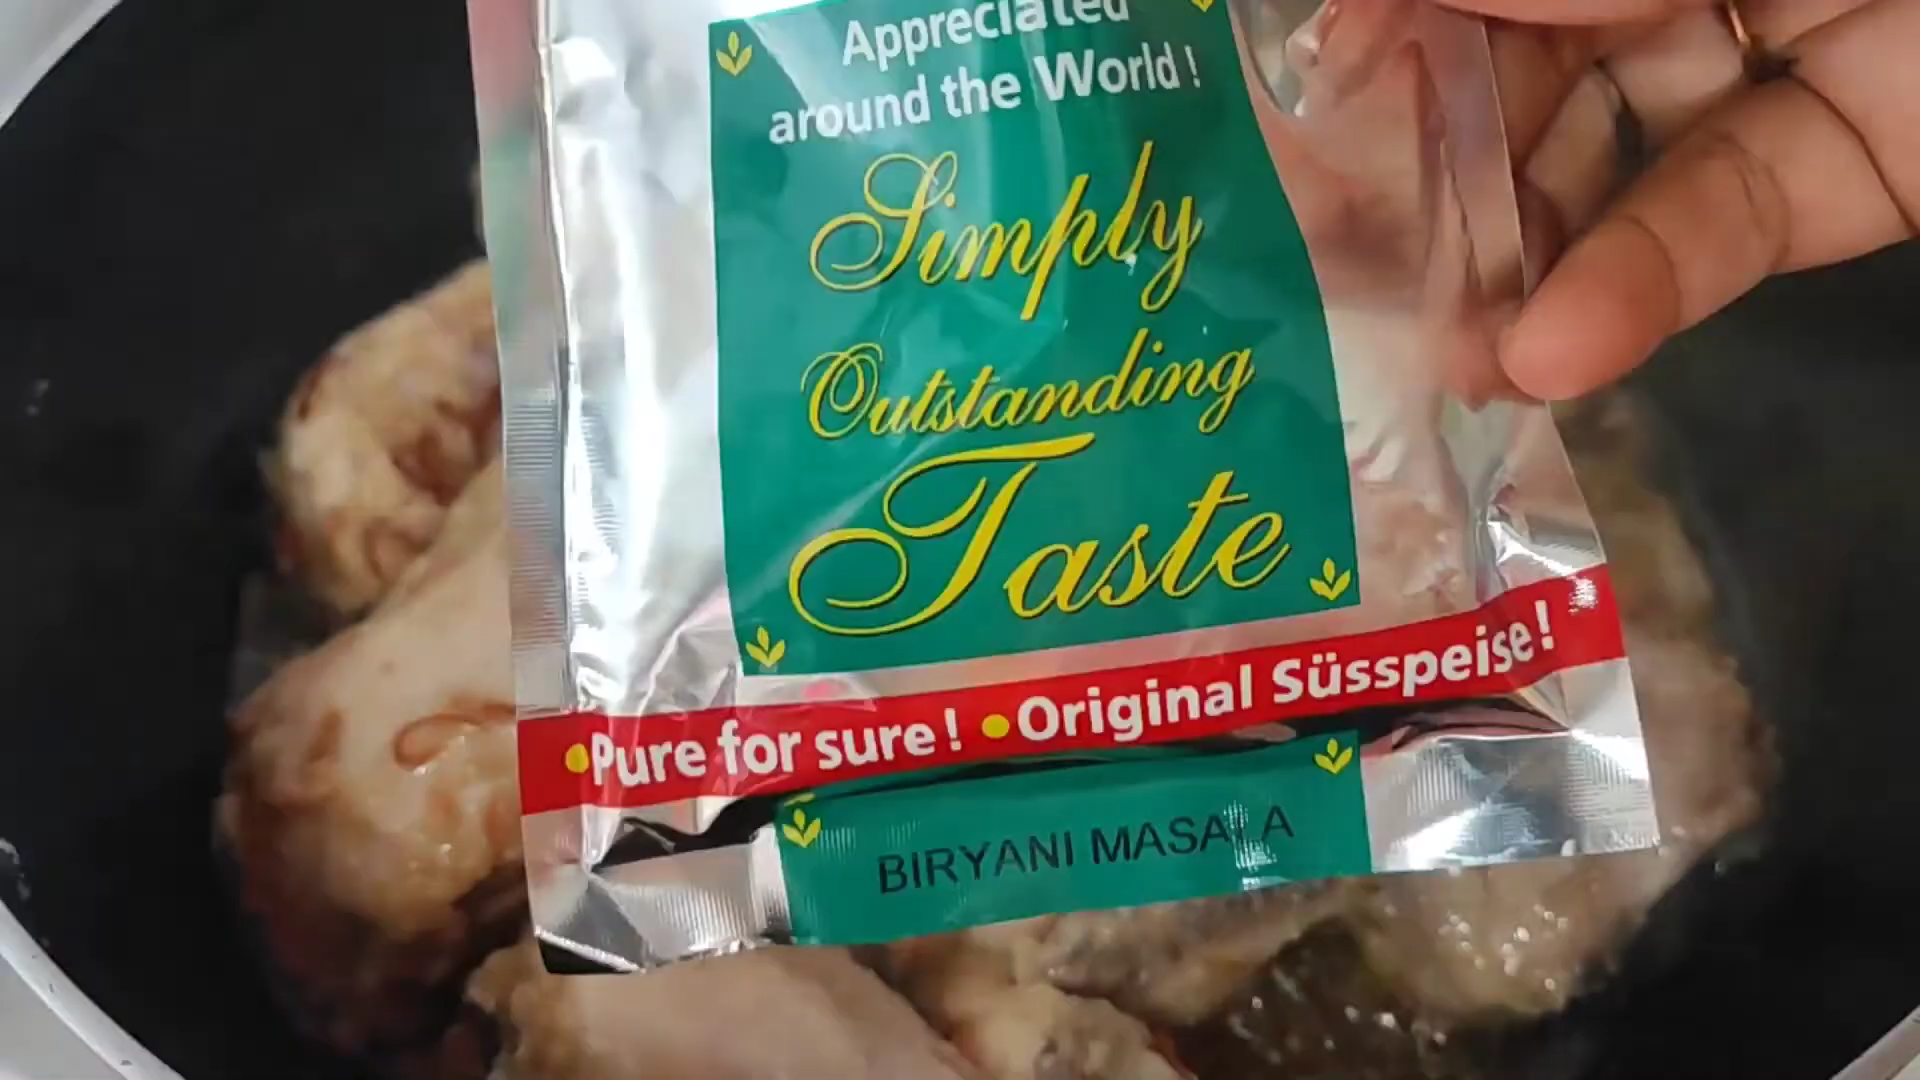 Appreciated
around the World!
Simply
Outstanding
Taste
•Pure for sure! •Original Süsspeise!
BIRYANI MASALA